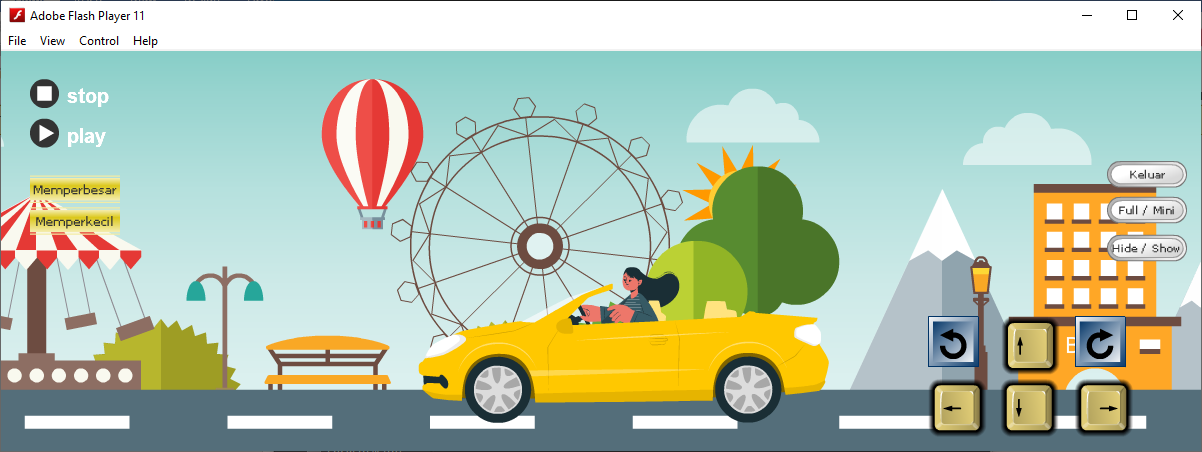 Adobe Flash Player 11
File View Control Help
stop
play
Memperbesar
Memperkecil
Keluar
Full / Mini
Hide / Show